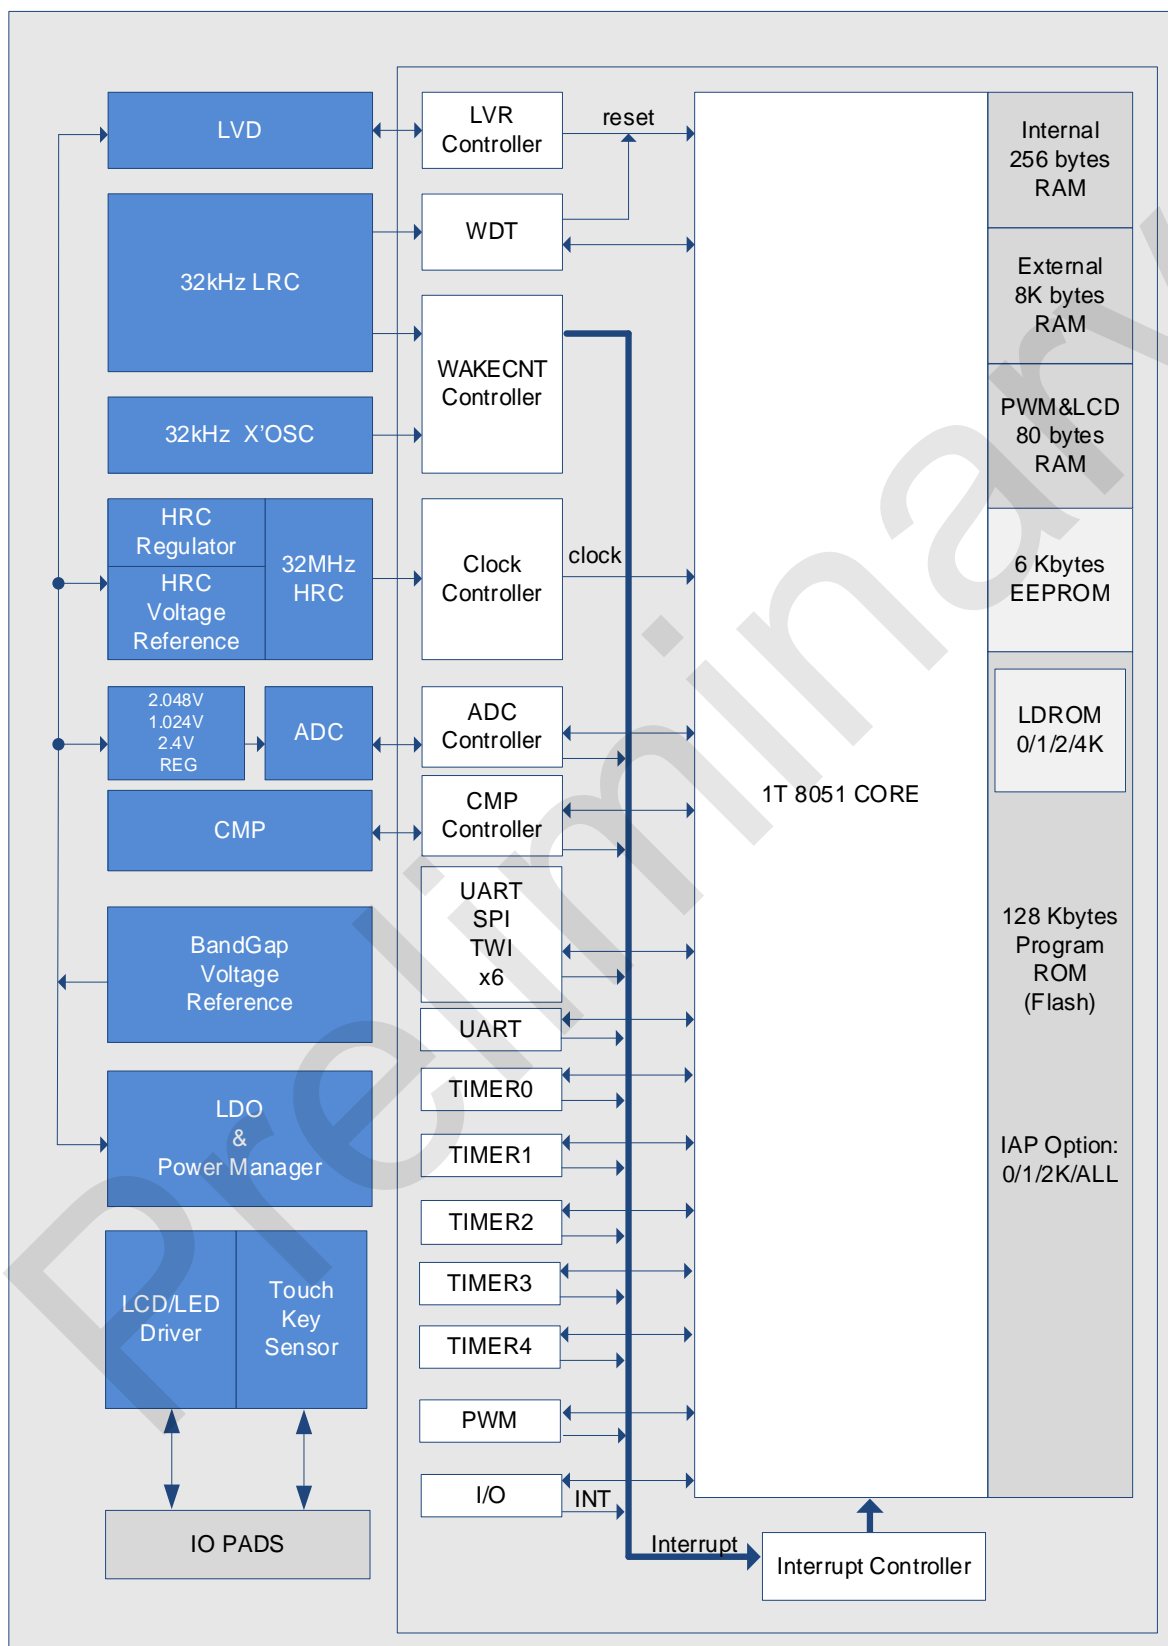 LVD
32kHz LRC
32kHz X'OSC
HRC
Regulator
HRC
Voltage
Reference
32MHz
HRC
2.048V
1.024V
2.4V
REG
ADC
CMP
BandGap
Voltage
Reference
LDO
&
Power Manager
LCD/LED
Driver
Touch
Key
Sensor
IO PADS
LVR
Controller
WDT
WAKECNT
Controller
Clock
Controller
ADC
Controller
CMP
Controller
UART
SPI
TWI
x6
UART
TIMER0
TIMER1
TIMER2
TIMER3
TIMER4
PWM
I/O
reset
clock
INT
Interrupt
Interrupt Controller
1T 8051 CORE
Internal
256 bytes
RAM
External
8K bytes
RAM
PWM&LCD
80 bytes
RAM
6 Kbytes
EEPROM
LDROM
0/1/2/4K
128 Kbytes
Program
ROM
(Flash)
IAP Option:
0/1/2K/ALL
Preliminary